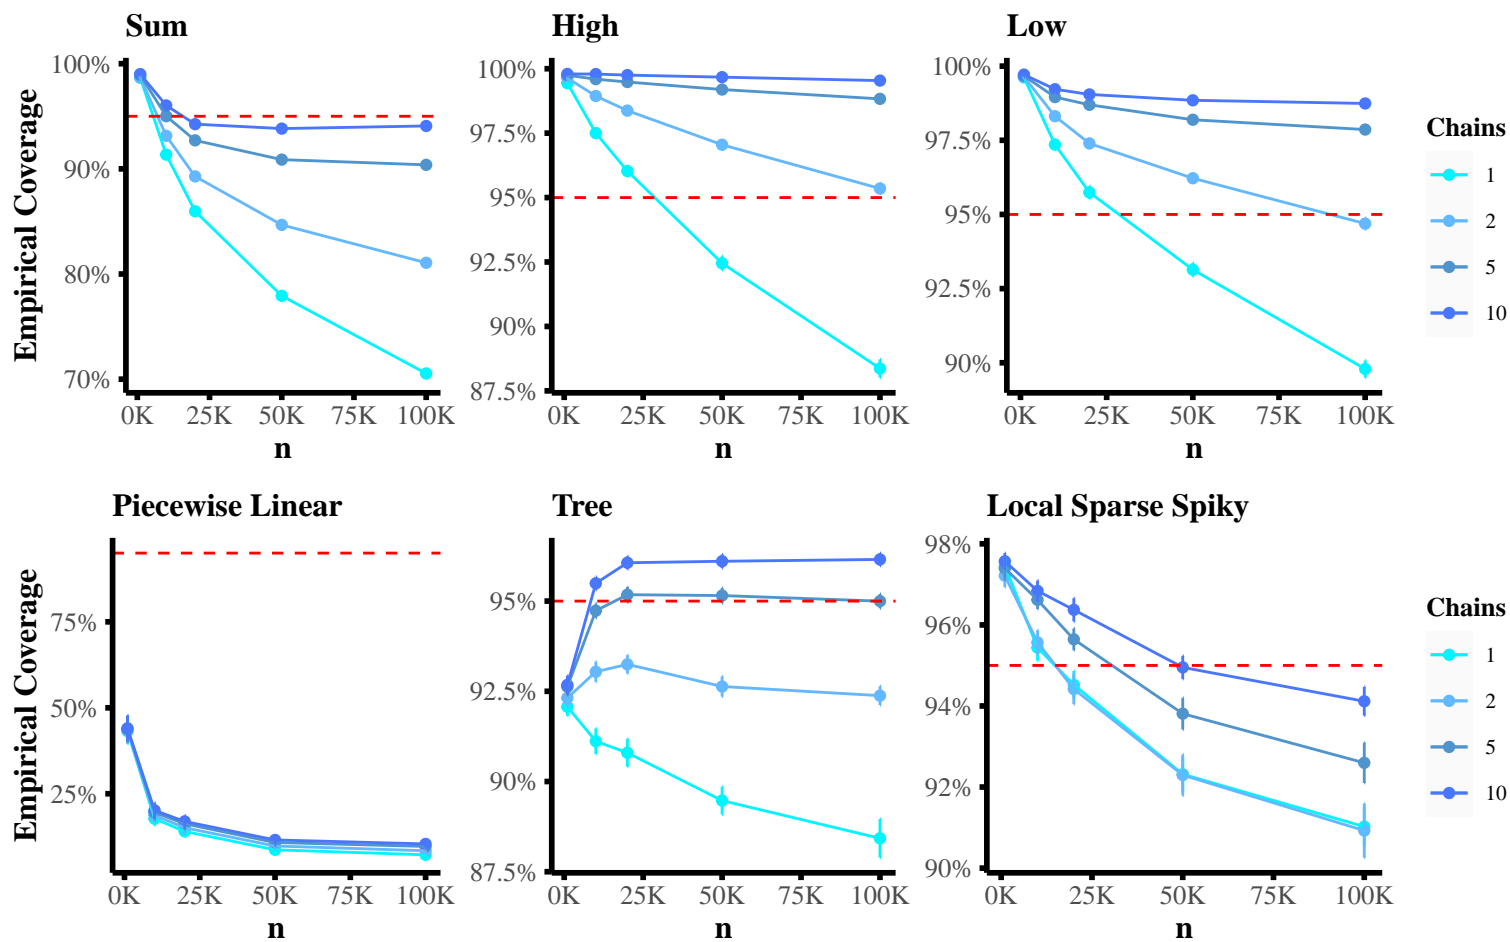 Sum
High
Low
Empirical Coverage
100%
90%
80%
70%
0K 25K 50K 75K 100K
n
100%
97.5%
95%
92.5%
90%
87.5%
0K 25K 50K 75K 100K
n
100%
97.5%
95%
92.5%
90%
0K 25K 50K 75K 100K
n
Chains
1
2
5
10
Piecewise Linear
Tree
Local Sparse Spiky
Empirical Coverage
75%
50%
25%
0K 25K 50K 75K 100K
n
95%
92.5%
90%
87.5%
0K 25K 50K 75K 100K
n
98%
96%
94%
92%
90%
0K 25K 50K 75K 100K
n
Chains
1
2
5
10